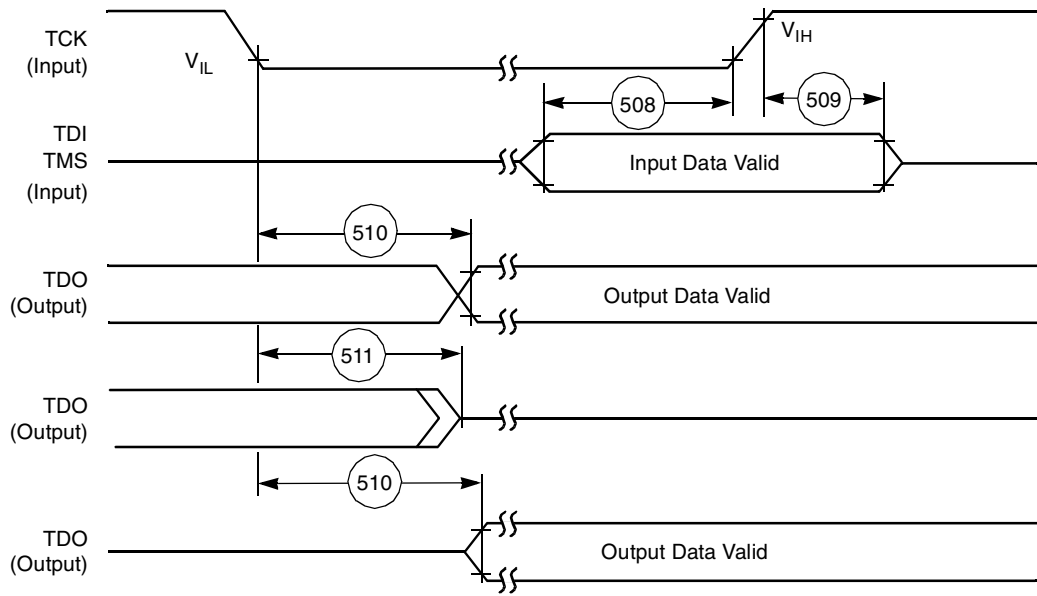 TCK
(Input)
V_IL
V_IH
508
509
TDI
TMS
(Input)
Input Data Valid
510
TDO
(Output)
Output Data Valid
511
TDO
(Output)
510
TDO
(Output)
Output Data Valid